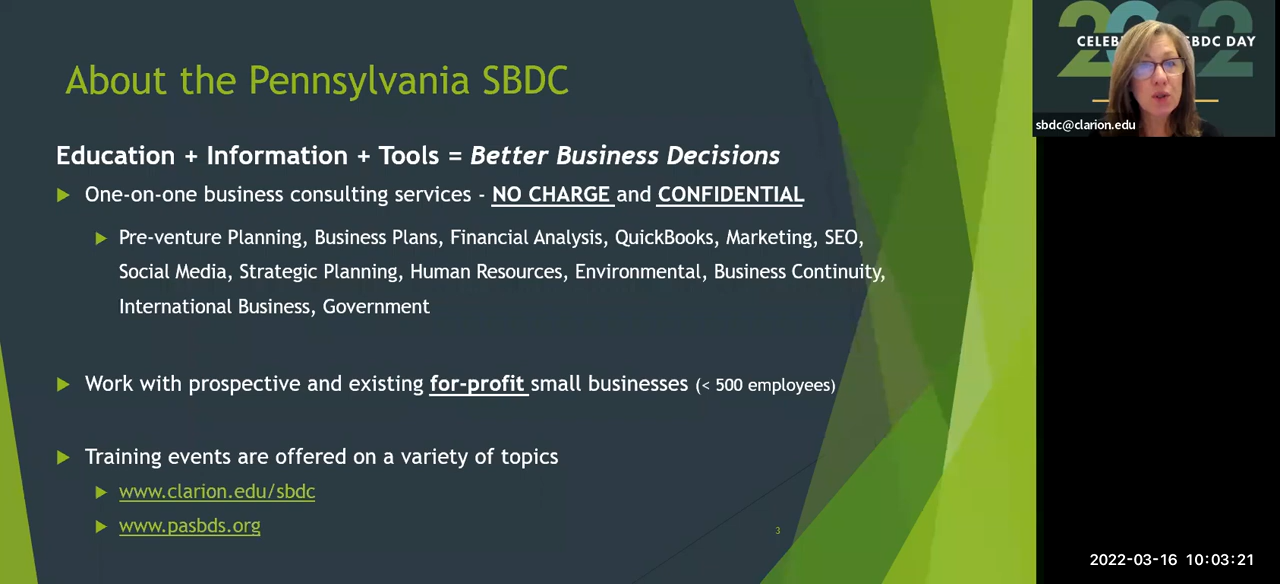 About the Pennsylvania SBDC
Education + Information + Tools = Better Business Decisions
One-on-one business consulting services - NO CHARGE and CONFIDENTIAL
Pre-venture Planning, Business Plans, Financial Analysis, QuickBooks, Marketing, SEO,
Social Media, Strategic Planning, Human Resources, Environmental, Business Continuity,
International Business, Government
Work with prospective and existing for-profit small businesses (< 500 employees)
Training events are offered on a variety of topics
www.clarion.edu/sbdc
www.pasbds.org
3
SBDC DAY
sbdc@clarion.edu
2022-03-16 10:03:21